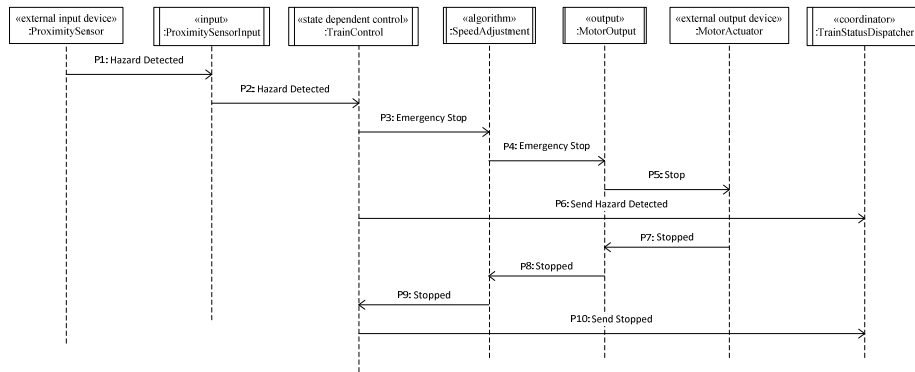 «external input device»
:ProximitySensor
«input»
:ProximitySensorInput
«state dependent control»
:TrainControl
«algorithm»
:SpeedAdjustment
«output»
:MotorOutput
«external output device»
:MotorActuator
«coordinator»
:TrainStatusDispatcher
P1: Hazard Detected
P2: Hazard Detected
P3: Emergency Stop
P4: Emergency Stop
P5: Stop
P6: Send Hazard Detected
P7: Stopped
P8: Stopped
P9: Stopped
P10: Send Stopped